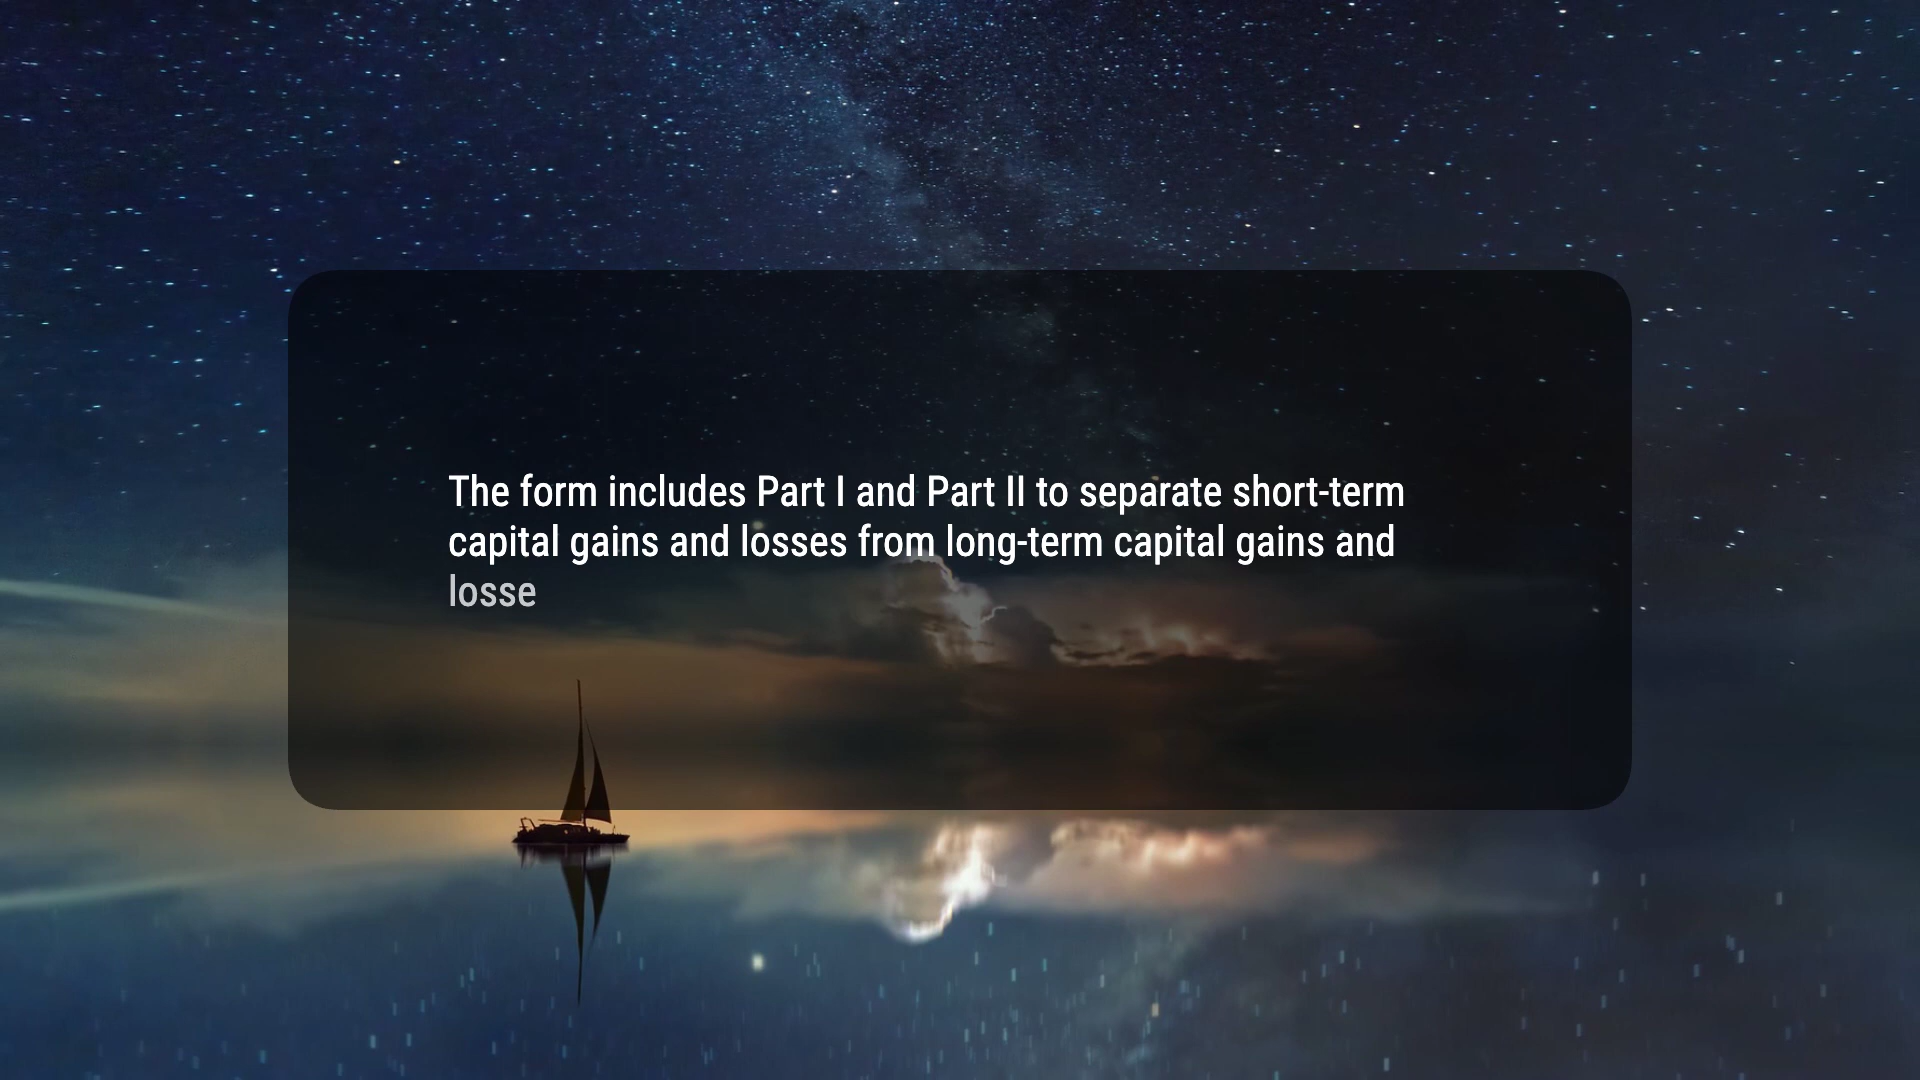 The form includes Part I and Part II to separate short-term
capital gains and losses from long-term capital gains and
losse